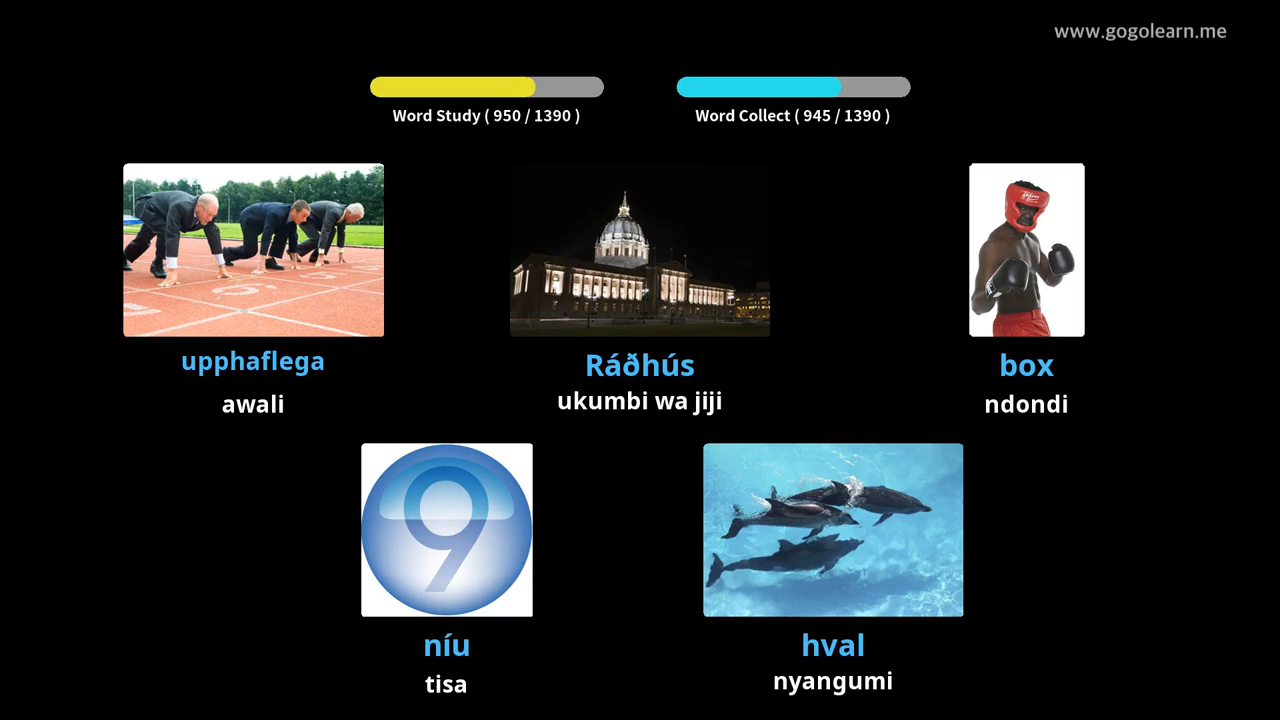 www.gogolearn.me
Word Study ( 950 / 1390 )
Word Collect ( 945 / 1390 )
upphaflega
awali
Ráðhús
ukumbi wa jiji
box
ndondi
9
níu
tisa
hval
nyangumi